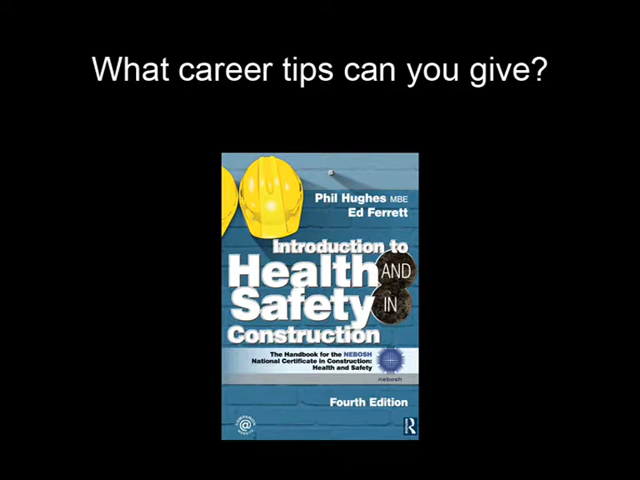 What career tips can you give?
Phil Hughes MBE
Ed Ferrett
Introduction to
Health AND
Safety IN
Construction
The Handbook for the NEBOSH
National Certificate in Construction:
Health and Safety
nebosh
Fourth Edition
@
R